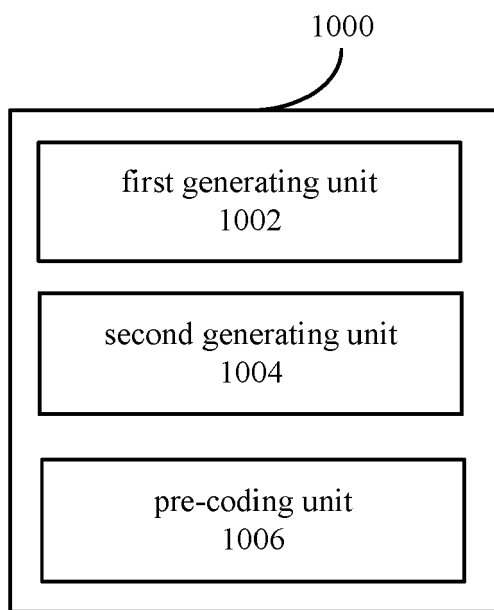 1000
first generating unit
1002
second generating unit
1004
pre-coding unit
1006